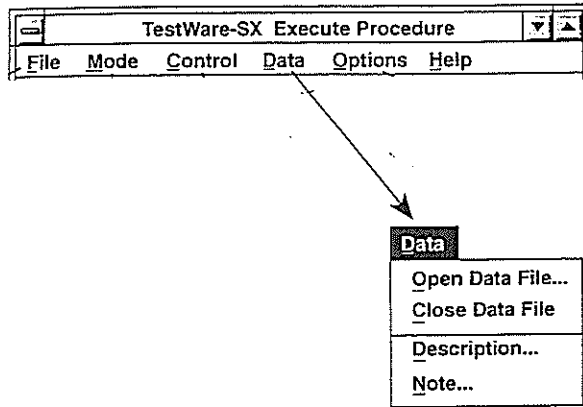 TestWare-SX Execute Procedure
File Mode Control Data Options Help
Data
Open Data File...
Close Data File
Description...
Note...